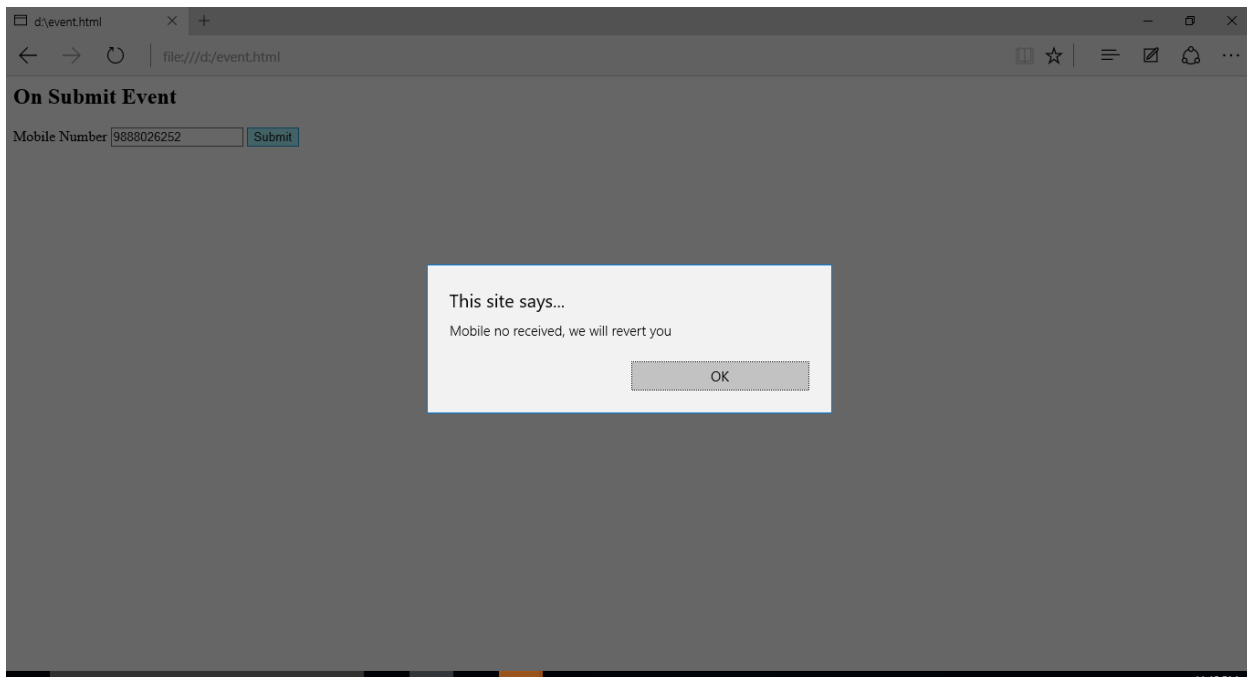 d:\event.html
file:///d:/event.html
On Submit Event
Mobile Number 9888026252 Submit
This site says...
Mobile no received, we will revert you
OK